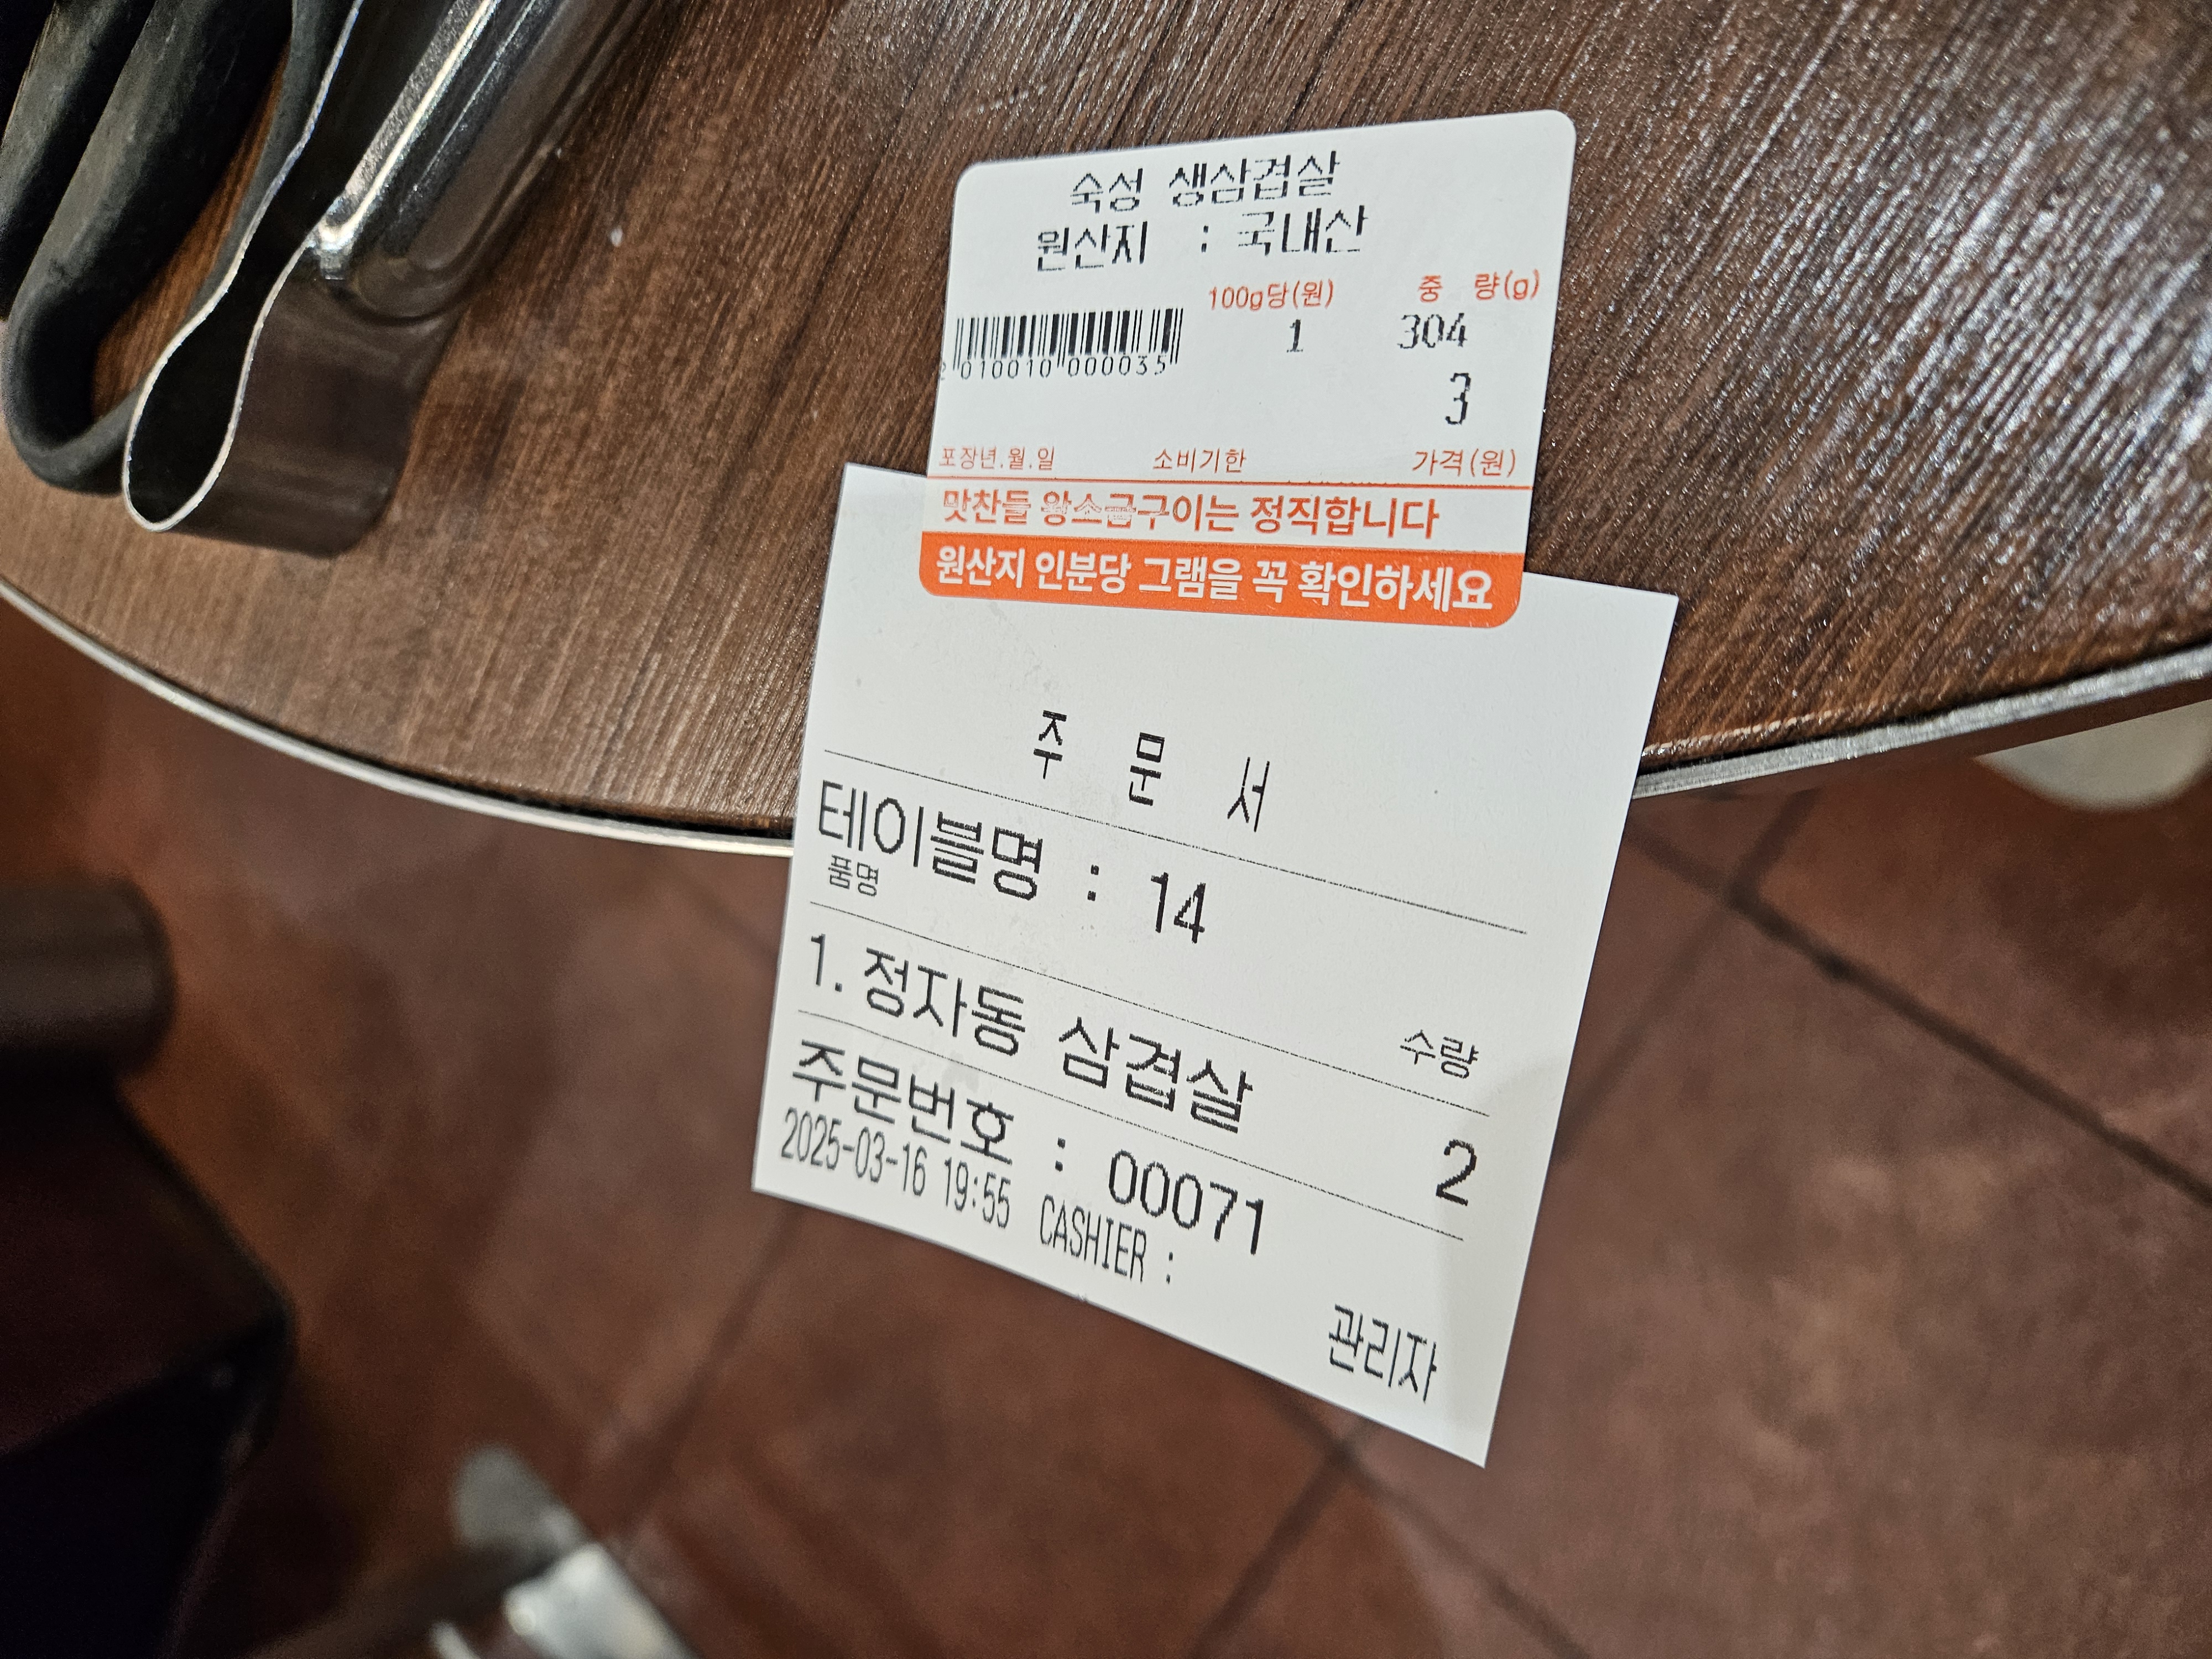 숙성 생삼겹살
원산지 : 국내산
100g당(원) 중 량(g)
1 304
010010 000035
3
포장년.월.일 소비기한 가격(원)
맛찬들 왕소금구이는 정직합니다
원산지 인분당 그램을 꼭 확인하세요
주 문 서
테이블명 : 14
품명 수량
1. 정자동 삼겹살 2
주문번호 : 00071
2025-03-16 19:55 CASHIER : 관리자